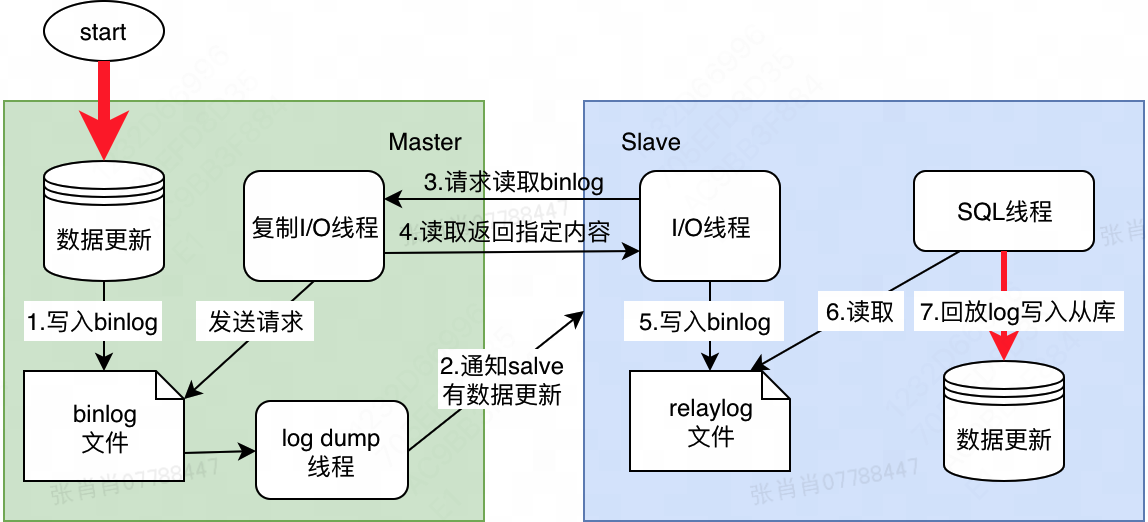 start
Master
Slave
数据更新
复制I/O线程
3.请求读取binlog
4.读取返回指定内容
I/O线程
SQL线程
1.写入binlog
发送请求
2.通知salve
有数据更新
5.写入binlog
6.读取
7.回放log写入从库
binlog
文件
log dump
线程
relaylog
文件
数据更新
张肖肖07788447
张肖肖07788447